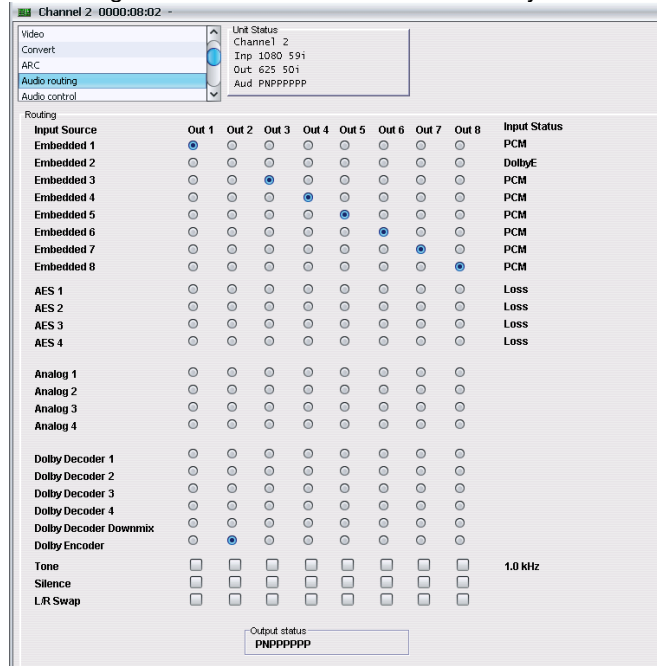 Channel 2 0000:08:02 -
Video
Convert
ARC
Audio routing
Audio control
Unit Status
Channel 2
Inp 1080 59i
Out 625 50i
Aud PNPPPPPP
Routing
Input Source Out 1 Out 2 Out 3 Out 4 Out 5 Out 6 Out 7 Out 8 Input Status
Embedded 1 PCM
Embedded 2 DolbyE
Embedded 3 PCM
Embedded 4 PCM
Embedded 5 PCM
Embedded 6 PCM
Embedded 7 PCM
Embedded 8 PCM
AES 1 Loss
AES 2 Loss
AES 3 Loss
AES 4 Loss
Analog 1
Analog 2
Analog 3
Analog 4
Dolby Decoder 1
Dolby Decoder 2
Dolby Decoder 3
Dolby Decoder 4
Dolby Decoder Downmix
Dolby Encoder
Tone 1.0 kHz
Silence
L/R Swap
Output status
PNPPPPPP